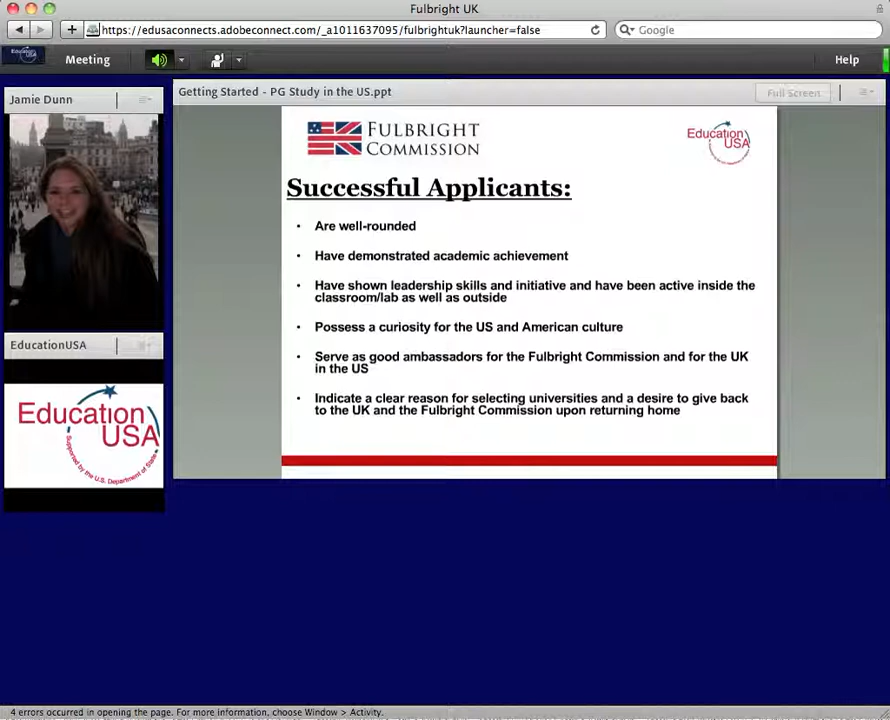 Fulbright UK
https://edusaconnects.adobeconnect.com/_a1011637095/fulbrightuk?launcher=false
Google
Meeting
Help
Jamie Dunn
Getting Started - PG Study in the US.ppt
Full Screen
FULBRIGHT
COMMISSION
Education
USA
Successful Applicants:
• Are well-rounded
• Have demonstrated academic achievement
• Have shown leadership skills and initiative and have been active inside the
classroom/lab as well as outside
• Possess a curiosity for the US and American culture
• Serve as good ambassadors for the Fulbright Commission and for the UK
in the US
• Indicate a clear reason for selecting universities and a desire to give back
to the UK and the Fulbright Commission upon returning home
EducationUSA
Education
USA
Supported by the U.S. Department of State
4 errors occurred in opening the page. For more information, choose Window > Activity.